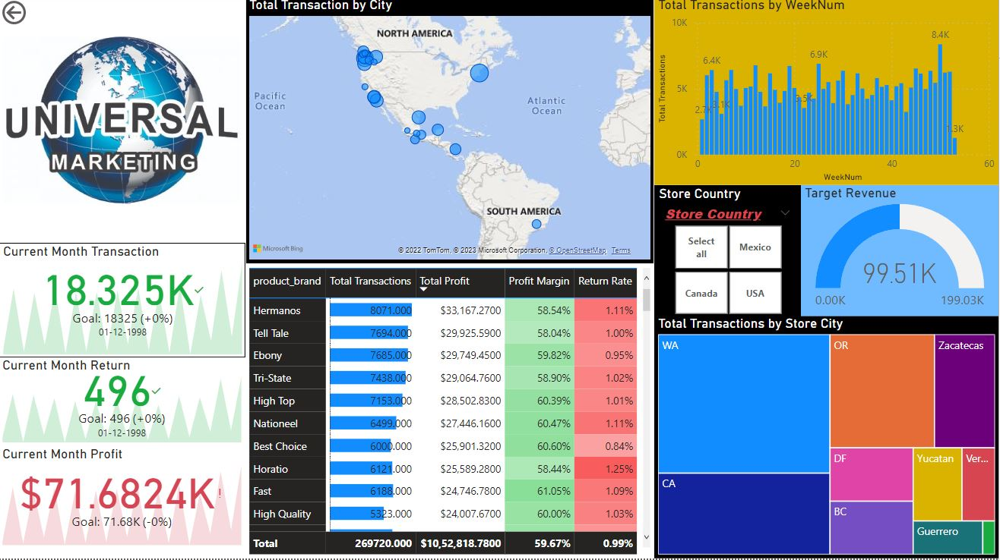 UNIVERSAL
MARKETING
Current Month Transaction
18.325K
Goal: 18325 (+0%)
01-12-1998
Current Month Return
496
Goal: 496 (+0%)
01-12-1998
Current Month Profit
$71.6824K!
Goal: 71.68K (-0%)
Total Transaction by City
NORTH AMERICA
Pacific
Ocean
Atlantic
Ocean
SOUTH AMERICA
Microsoft Bing
© 2022 TomTom, © 2023 Microsoft Corporation, © OpenStreetMap Terms
product_brand Total Transactions Total Profit Profit Margin Return Rate
Hermanos 8071.000 $33,167.2700 58.54% 1.11%
Tell Tale 7694.000 $29,925.5900 58.04% 1.00%
Ebony 7685.000 $29,749.4500 59.82% 0.95%
Tri-State 7438.000 $29,064.7600 58.90% 1.02%
High Top 7153.000 $28,502.8300 60.39% 1.01%
Nationeel 6499.000 $27,446.1600 60.47% 1.11%
Best Choice 6000.000 $25,901.3200 60.60% 0.84%
Horatio 6121.000 $25,589.2800 58.44% 1.25%
Fast 6188.000 $24,746.7800 61.05% 1.09%
High Quality 5323.000 $24,007.6700 60.00% 1.03%
Total 269720.000 $10,52,818.7800 59.67% 0.99%
Total Transactions by WeekNum
Total Transactions
10K
5K
0K
2.7K
6.4K
3.1K
3.5K
6.9K
8.4K
1.3K
0 20 40 60
WeekNum
Store Country
Store Country
Select
all
Mexico
Canada
USA
Target Revenue
99.51K
0.00K
199.03K
Total Transactions by Store City
WA
OR
Zacatecas
CA
DF
Yucatan
Ver...
BC
Guerrero